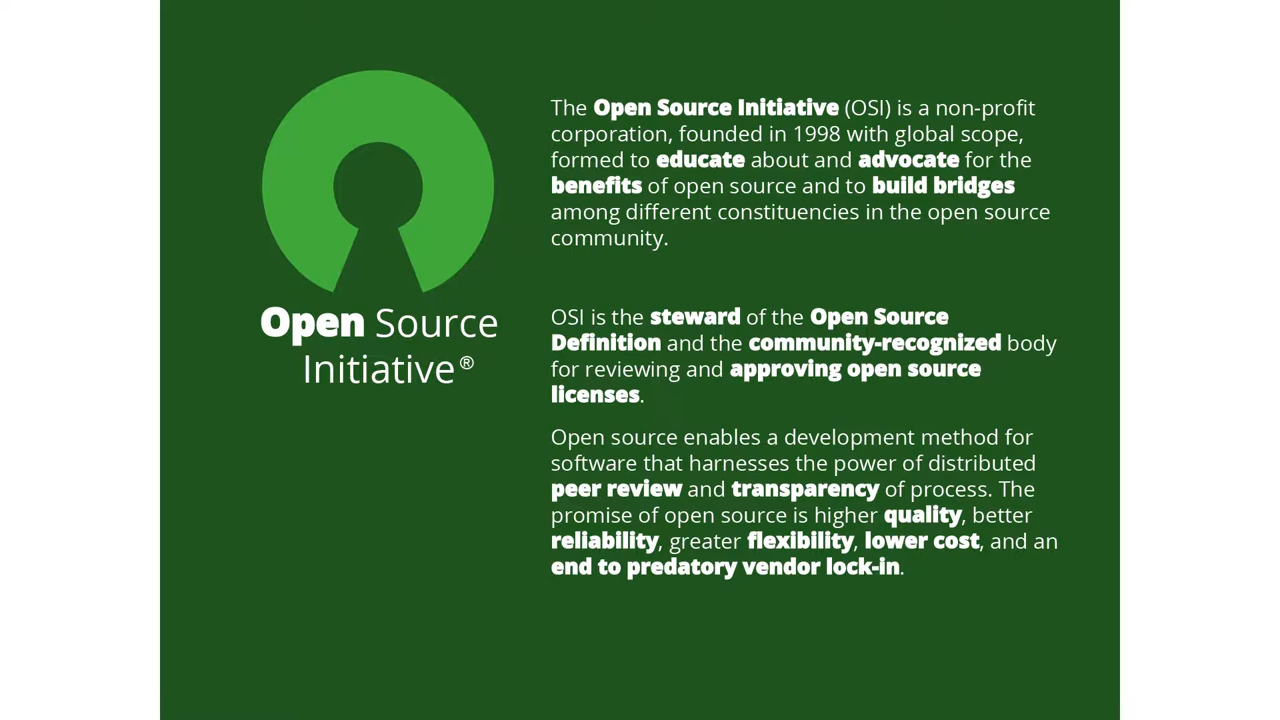 Open Source
Initiative®
The Open Source Initiative (OSI) is a non-profit
corporation, founded in 1998 with global scope,
formed to educate about and advocate for the
benefits of open source and to build bridges
among different constituencies in the open source
community.
OSI is the steward of the Open Source
Definition and the community-recognized body
for reviewing and approving open source
licenses.
Open source enables a development method for
software that harnesses the power of distributed
peer review and transparency of process. The
promise of open source is higher quality, better
reliability, greater flexibility, lower cost, and an
end to predatory vendor lock-in.